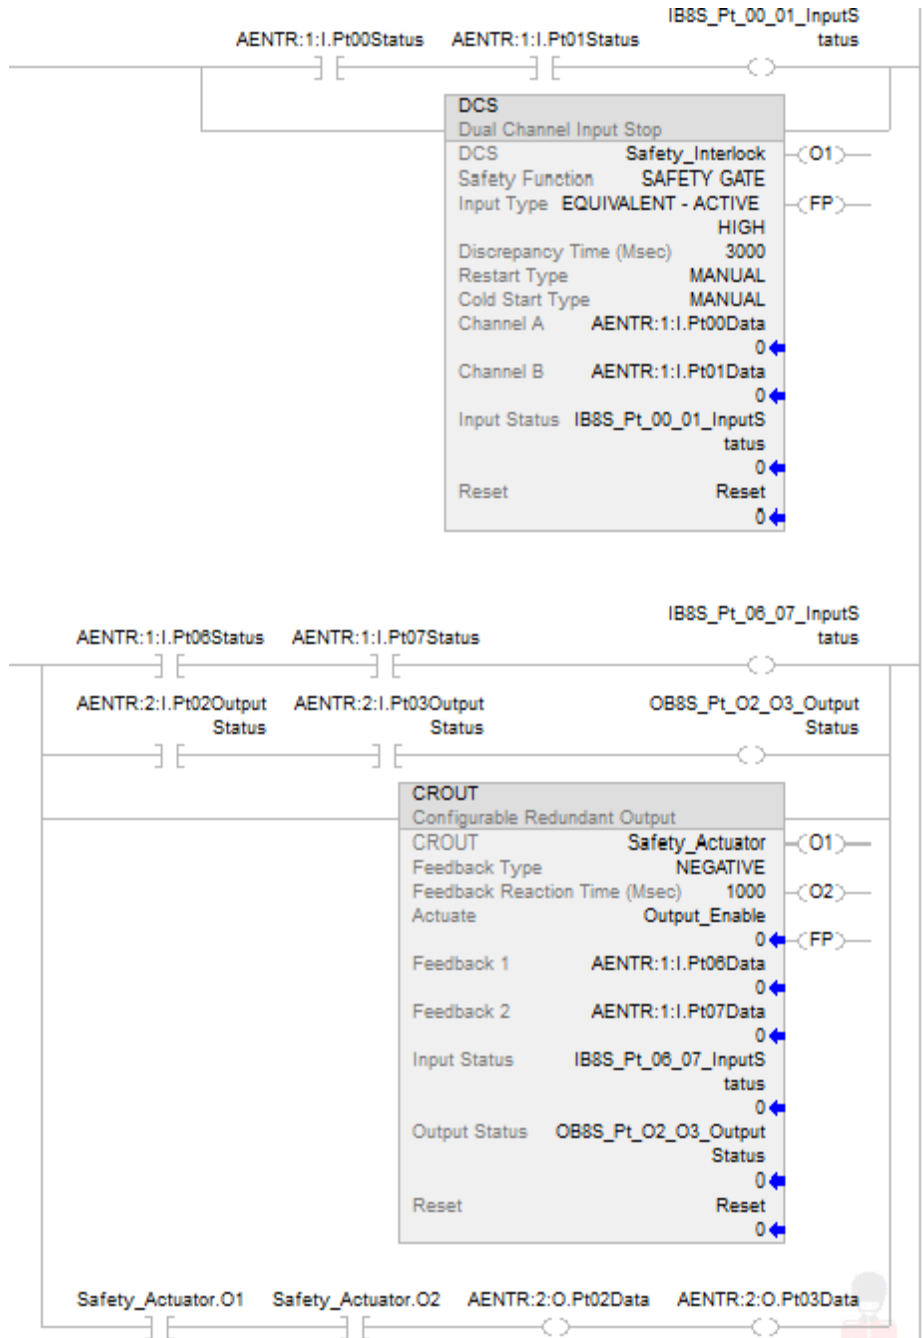 IB8S_Pt_00_01_InputS
AENTR:1:I.Pt00Status AENTR:1:I.Pt01Status tatus
DCS
Dual Channel Input Stop
DCS Safety_Interlock O1
Safety Function SAFETY GATE
Input Type EQUIVALENT - ACTIVE FP
HIGH
Discrepancy Time (Msec) 3000
Restart Type MANUAL
Cold Start Type MANUAL
Channel A AENTR:1:I.Pt00Data
0
Channel B AENTR:1:I.Pt01Data
0
Input Status IB8S_Pt_00_01_InputS
tatus
0
Reset Reset
0
IB8S_Pt_06_07_InputS
AENTR:1:I.Pt06Status AENTR:1:I.Pt07Status tatus
AENTR:2:I.Pt02Output AENTR:2:I.Pt03Output OB8S_Pt_O2_O3_Output
Status Status Status
CROUT
Configurable Redundant Output
CROUT Safety_Actuator O1
Feedback Type NEGATIVE
Feedback Reaction Time (Msec) 1000 O2
Actuate Output_Enable
0 FP
Feedback 1 AENTR:1:I.Pt06Data
0
Feedback 2 AENTR:1:I.Pt07Data
0
Input Status IB8S_Pt_06_07_InputS
tatus
0
Output Status OB8S_Pt_O2_O3_Output
Status
0
Reset Reset
0
Safety_Actuator.O1 Safety_Actuator.O2 AENTR:2:O.Pt02Data AENTR:2:O.Pt03Data